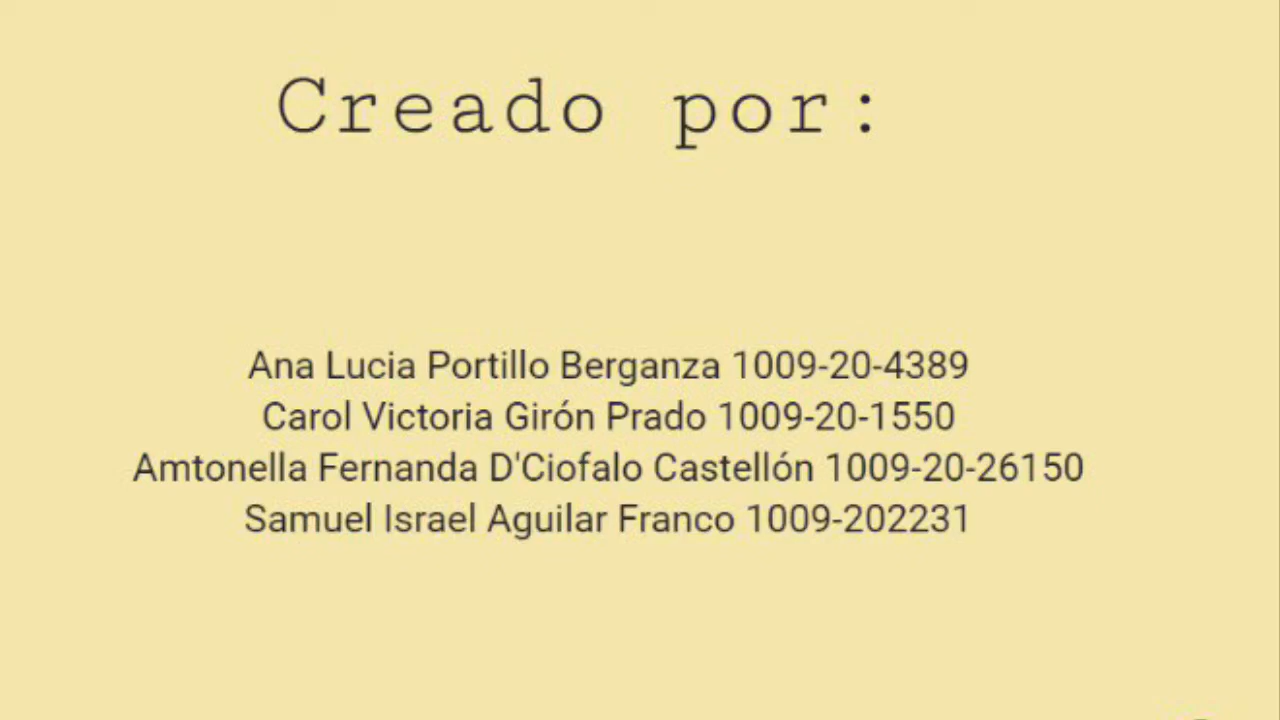 Creado por:
Ana Lucia Portillo Berganza 1009-20-4389
Carol Victoria Girón Prado 1009-20-1550
Amtonella Fernanda D'Ciofalo Castellón 1009-20-26150
Samuel Israel Aguilar Franco 1009-202231